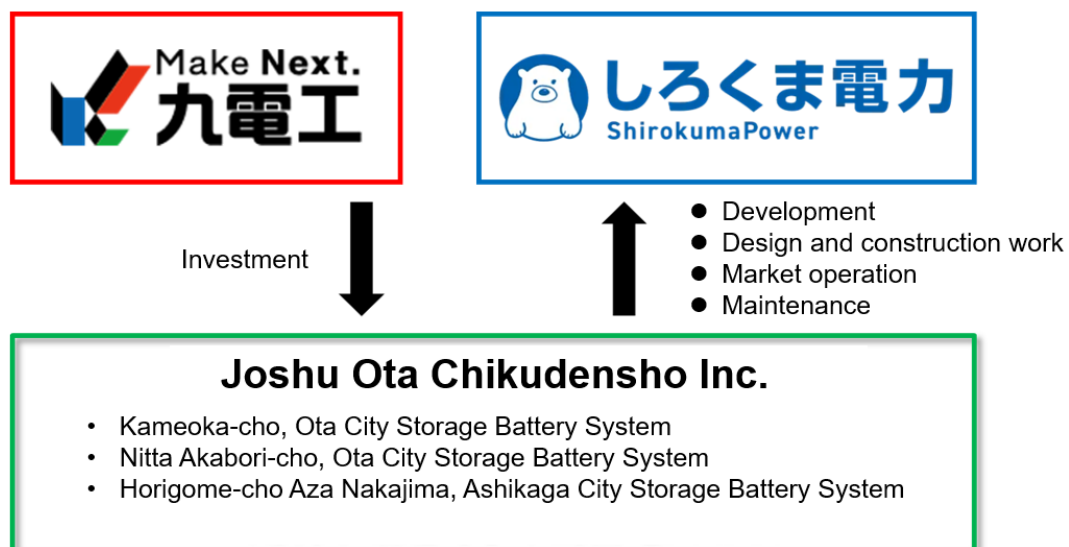 Make Next.
九電工
しろくま電力
ShirokumaPower
Investment
● Development
● Design and construction work
● Market operation
● Maintenance
Joshu Ota Chikudensho Inc.
• Kameoka-cho, Ota City Storage Battery System
• Nitta Akabori-cho, Ota City Storage Battery System
• Horigome-cho Aza Nakajima, Ashikaga City Storage Battery System